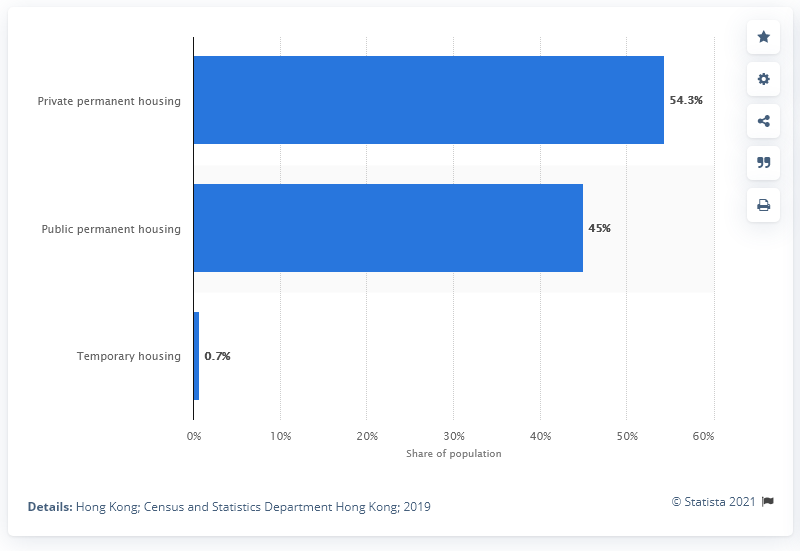 Private permanent housing
54.3%
Public permanent housing
45%
Temporary housing
0.7%
0% 10% 20% 30% 40% 50% 60%
Share of population
Details: Hong Kong; Census and Statistics Department Hong Kong; 2019
© Statista 2021